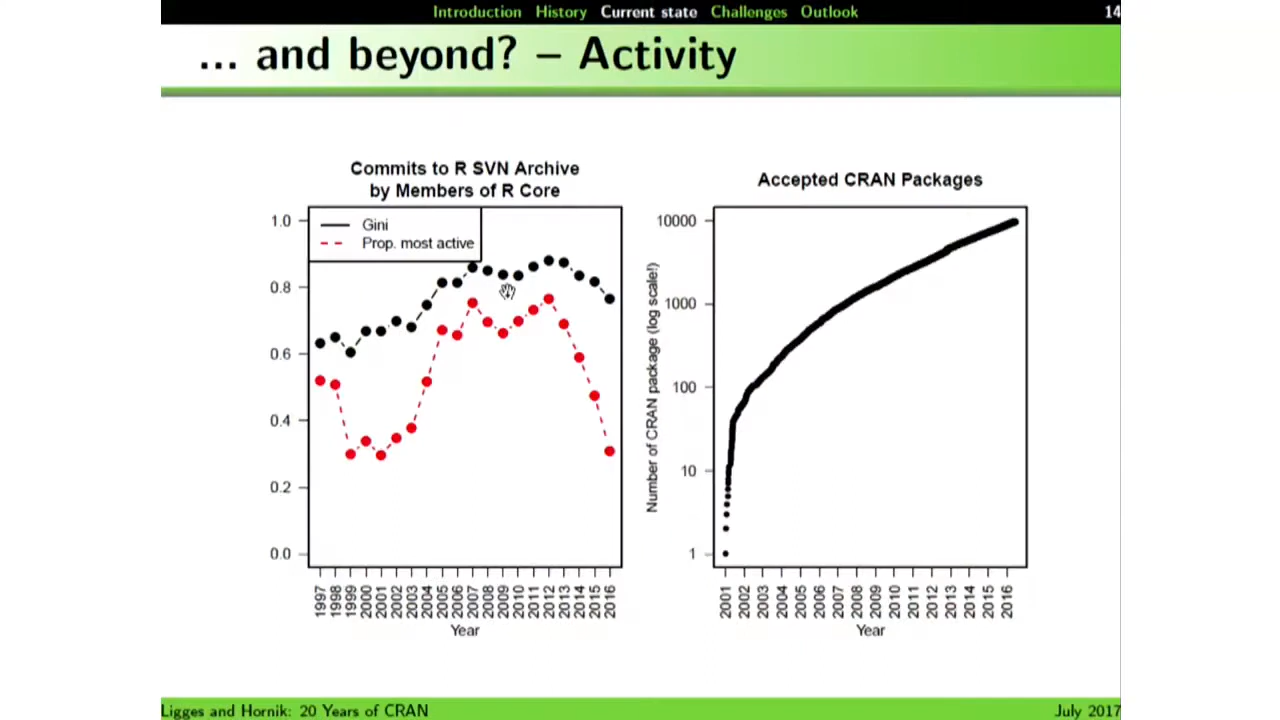 Introduction History Current state Challenges Outlook 14
... and beyond? – Activity
Commits to R SVN Archive
by Members of R Core
Gini
Prop. most active
1.0
0.8
0.6
0.4
0.2
0.0
1997 1998 1999 2000 2001 2002 2003 2004 2005 2006 2007 2008 2009 2010 2011 2012 2013 2014 2015 2016
Year
Accepted CRAN Packages
Number of CRAN package (log scale!)
10000
1000
100
10
1
2001 2002 2003 2004 2005 2006 2007 2008 2009 2010 2011 2012 2013 2014 2015 2016
Year
Ligges and Hornik: 20 Years of CRAN July 2017